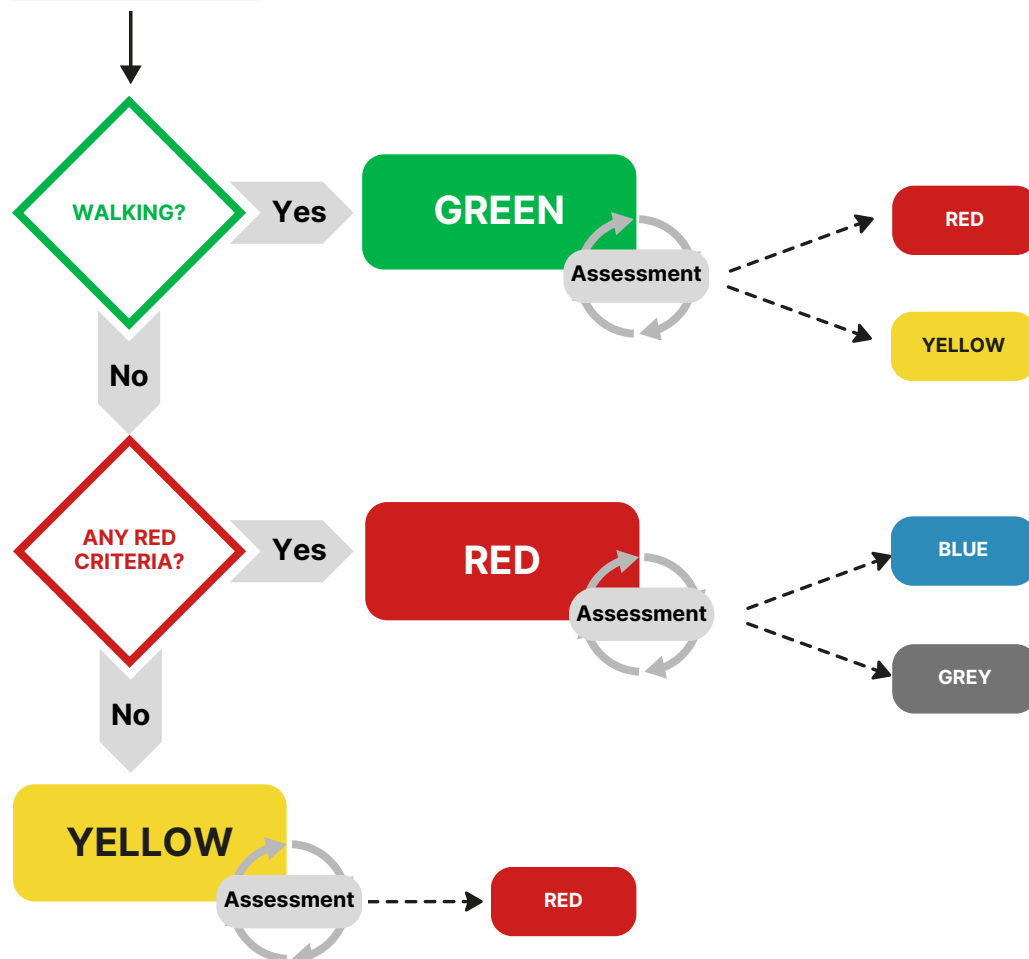 WALKING?
Yes
GREEN
Assessment
RED
YELLOW
No
ANY RED
CRITERIA?
Yes
RED
Assessment
BLUE
GREY
No
YELLOW
Assessment
RED